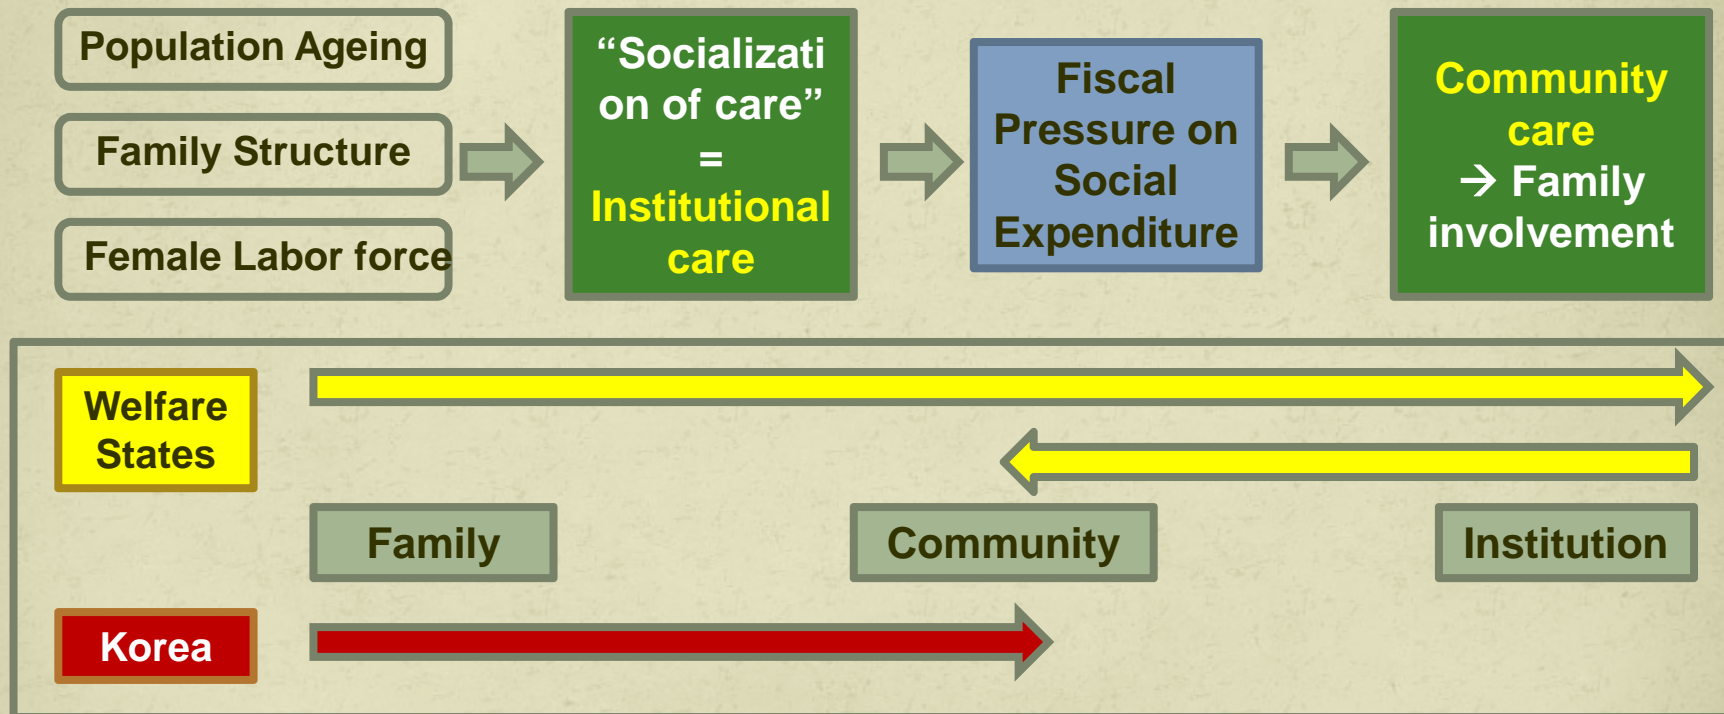 Population Ageing
Family Structure
Female Labor force
“Socializati
on of care”
=
Institutional
care
Fiscal
Pressure on
Social
Expenditure
Community
care
→ Family
involvement
Welfare
States
Family
Community
Institution
Korea